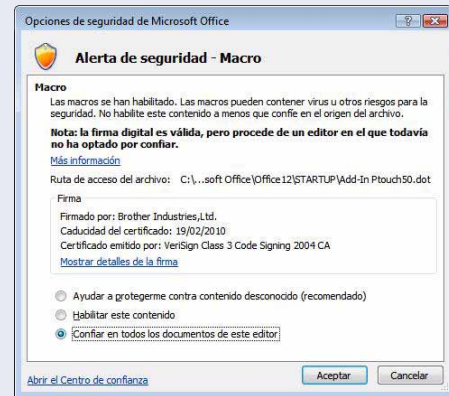 Opciones de seguridad de Microsoft Office
Alerta de seguridad - Macro
Macro
Las macros se han habilitado. Las macros pueden contener virus u otros riesgos para la
seguridad. No habilite este contenido a menos que confíe en el origen del archivo.
Nota: la firma digital es válida, pero procede de un editor en el que todavía
no ha optado por confiar.
Más información
Ruta de acceso del archivo: C:\...soft Office\Office12\STARTUP\Add-In Ptouch50.dot
Firma
Firmado por: Brother Industries,Ltd.
Caducidad del certificado: 19/02/2010
Certificado emitido por: VeriSign Class 3 Code Signing 2004 CA
Mostrar detalles de la firma
Ayudar a protegerme contra contenido desconocido (recomendado)
Habilitar este contenido
Confiar en todos los documentos de este editor
Abrir el Centro de confianza
Aceptar
Cancelar